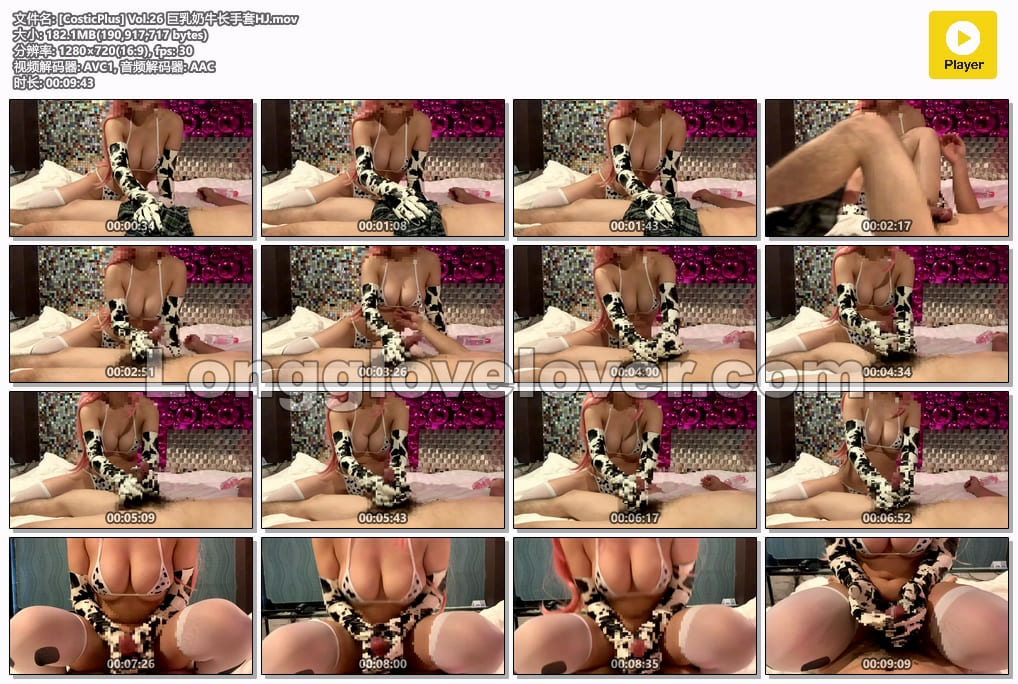 文件名: [CosticPlus] Vol.26 巨乳奶牛长手套HJ.mov
大小: 182.1MB(190,917,717 bytes)
分辨率: 1280×720(16:9), fps: 30
视频解码器: AVC1, 音频解码器: AAC
时长: 00:09:43
Player
00:00:34 00:01:08 00:01:43 00:02:17
00:02:51 00:03:26 00:04:00 00:04:34
Longglovelover.com
00:05:09 00:05:43 00:06:17 00:06:52
00:07:26 00:08:00 00:08:35 00:09:09